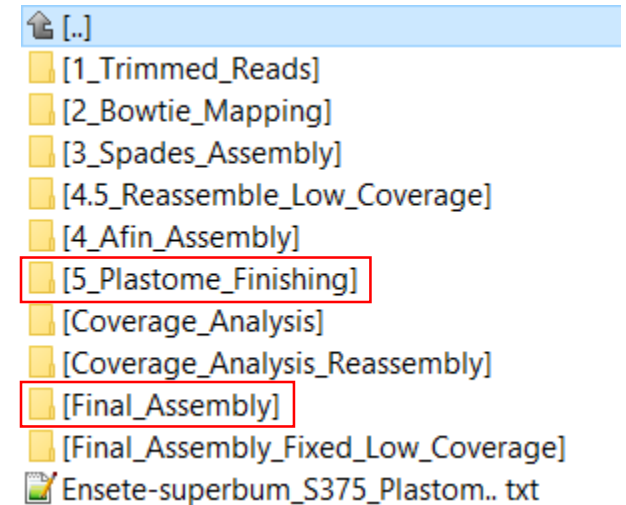 [..]
[1_Trimmed_Reads]
[2_Bowtie_Mapping]
[3_Spades_Assembly]
[4.5_Reassemble_Low_Coverage]
[4_Afin_Assembly]
[5_Plastome_Finishing]
[Coverage_Analysis]
[Coverage_Analysis_Reassembly]
[Final_Assembly]
[Final_Assembly_Fixed_Low_Coverage]
Ensete-superbum_S375_Plastom.. txt